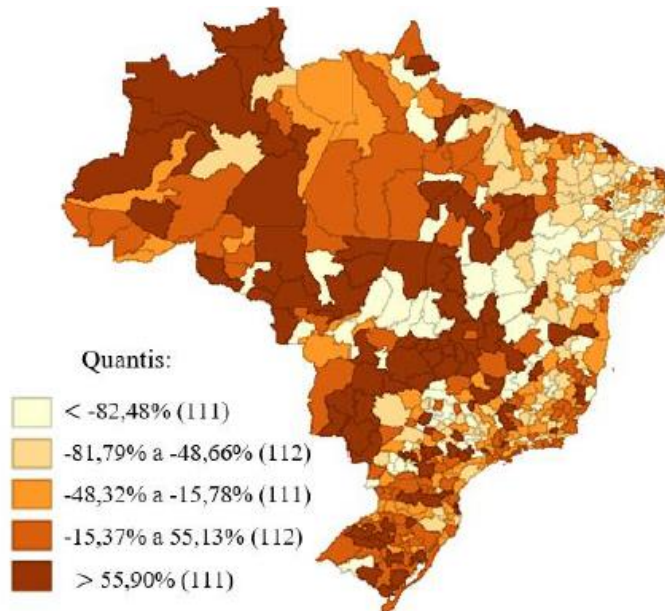 Quantis:
< -82,48% (111)
-81,79% a -48,66% (112)
-48,32% a -15,78% (111)
-15,37% a 55,13% (112)
> 55,90% (111)